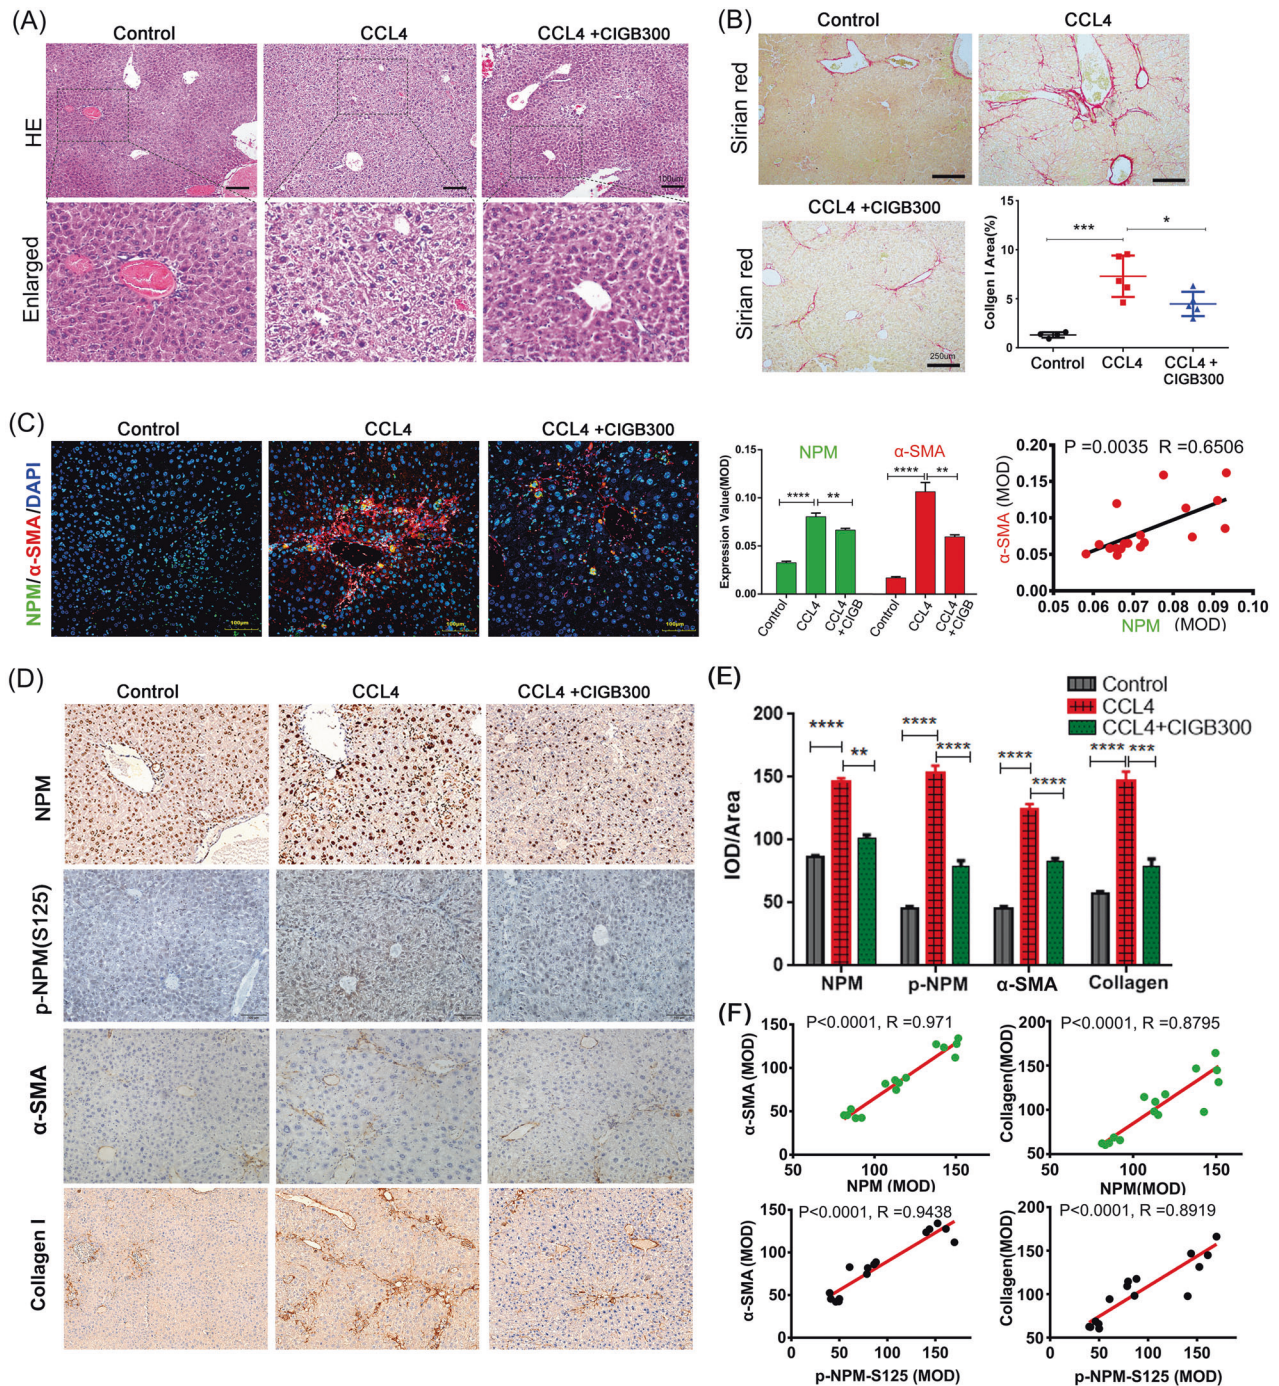 (A)
Control
CCL4
CCL4 +CIGB300
HE
100μm
Enlarged
(B)
Control
CCL4
Sirian red
CCL4 +CIGB300
Sirian red
250um
Collgen I Area(%)
15
10
5
0
***
*
Control
CCL4
CCL4 +
CIGB300
(C)
Control
CCL4
CCL4 +CIGB300
NPM/α-SMA/DAPI
100μm
100μm
100μm
NPM
α-SMA
Expression Value(MOD)
0.15
0.10
0.05
0.00
****
**
****
**
Control
CCL4
CCL4
+CIGB
Control
CCL4
CCL4
+CIGB
P =0.0035 R =0.6506
α-SMA (MOD)
0.20
0.15
0.10
0.05
0.00
0.05 0.06 0.07 0.08 0.09 0.10
NPM (MOD)
(D)
Control
CCL4
CCL4 +CIGB300
NPM
p-NPM(S125)
α-SMA
Collagen I
(E)
Control
CCL4
CCL4+CIGB300
IOD/Area
200
150
100
50
0
****
**
****
****
****
****
****
***
NPM
p-NPM
α-SMA
Collagen
(F)
P<0.0001, R =0.971
α-SMA (MOD)
150
100
50
0
50 100 150
NPM (MOD)
P<0.0001, R =0.8795
Collagen(MOD)
200
150
100
50
50 100 150
NPM(MOD)
P<0.0001, R =0.9438
α-SMA (MOD)
150
100
50
0
0 50 100 150 200
p-NPM-S125 (MOD)
P<0.0001, R =0.8919
Collagen(MOD)
200
150
100
50
0 50 100 150 200
p-NPM-S125 (MOD)